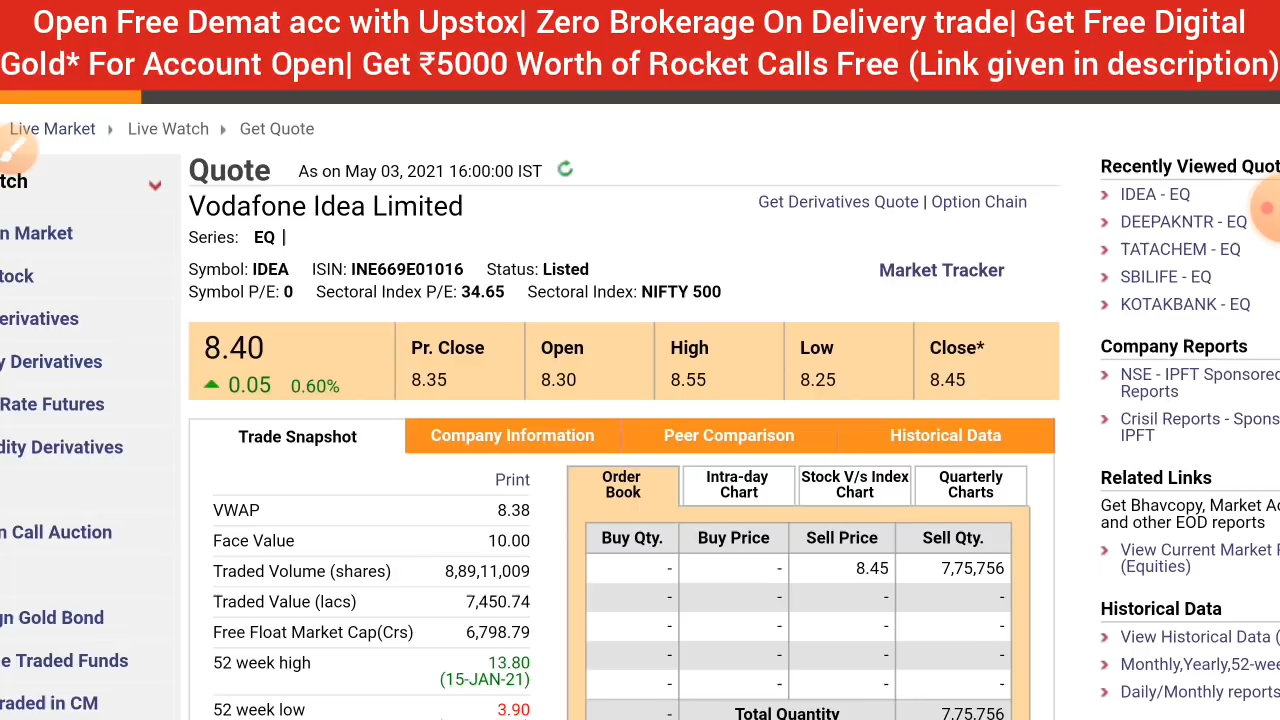 Open Free Demat acc with Upstox| Zero Brokerage On Delivery trade| Get Free Digital
Gold* For Account Open| Get ₹5000 Worth of Rocket Calls Free (Link given in description)
Live Market Live Watch Get Quote
tch
n Market
tock
erivatives
y Derivatives
Rate Futures
dity Derivatives
n Call Auction
gn Gold Bond
e Traded Funds
raded in CM
Quote As on May 03, 2021 16:00:00 IST
Vodafone Idea Limited
Get Derivatives Quote | Option Chain
Series: EQ |
Symbol: IDEA ISIN: INE669E01016 Status: Listed
Market Tracker
Symbol P/E: 0 Sectoral Index P/E: 34.65 Sectoral Index: NIFTY 500
8.40 Pr. Close Open High Low Close*
0.05 0.60% 8.35 8.30 8.55 8.25 8.45
Trade Snapshot Company Information Peer Comparison Historical Data
Print
VWAP 8.38
Face Value 10.00
Traded Volume (shares) 8,89,11,009
Traded Value (lacs) 7,450.74
Free Float Market Cap(Crs) 6,798.79
52 week high 13.80
(15-JAN-21)
52 week low 3.90
Order Intra-day Stock V/s Index Quarterly
Book Chart Chart Charts
Buy Qty. Buy Price Sell Price Sell Qty.
- - 8.45 7,75,756
- - - -
- - - -
- - - -
- - - -
- Total Quantity 7,75,756
Recently Viewed Quot
IDEA - EQ
DEEPAKNTR - EQ
TATACHEM - EQ
SBILIFE - EQ
KOTAKBANK - EQ
Company Reports
NSE - IPFT Sponsored
Reports
Crisil Reports - Spons
IPFT
Related Links
Get Bhavcopy, Market Ac
and other EOD reports
View Current Market F
(Equities)
Historical Data
View Historical Data (
Monthly,Yearly,52-wee
Daily/Monthly reports